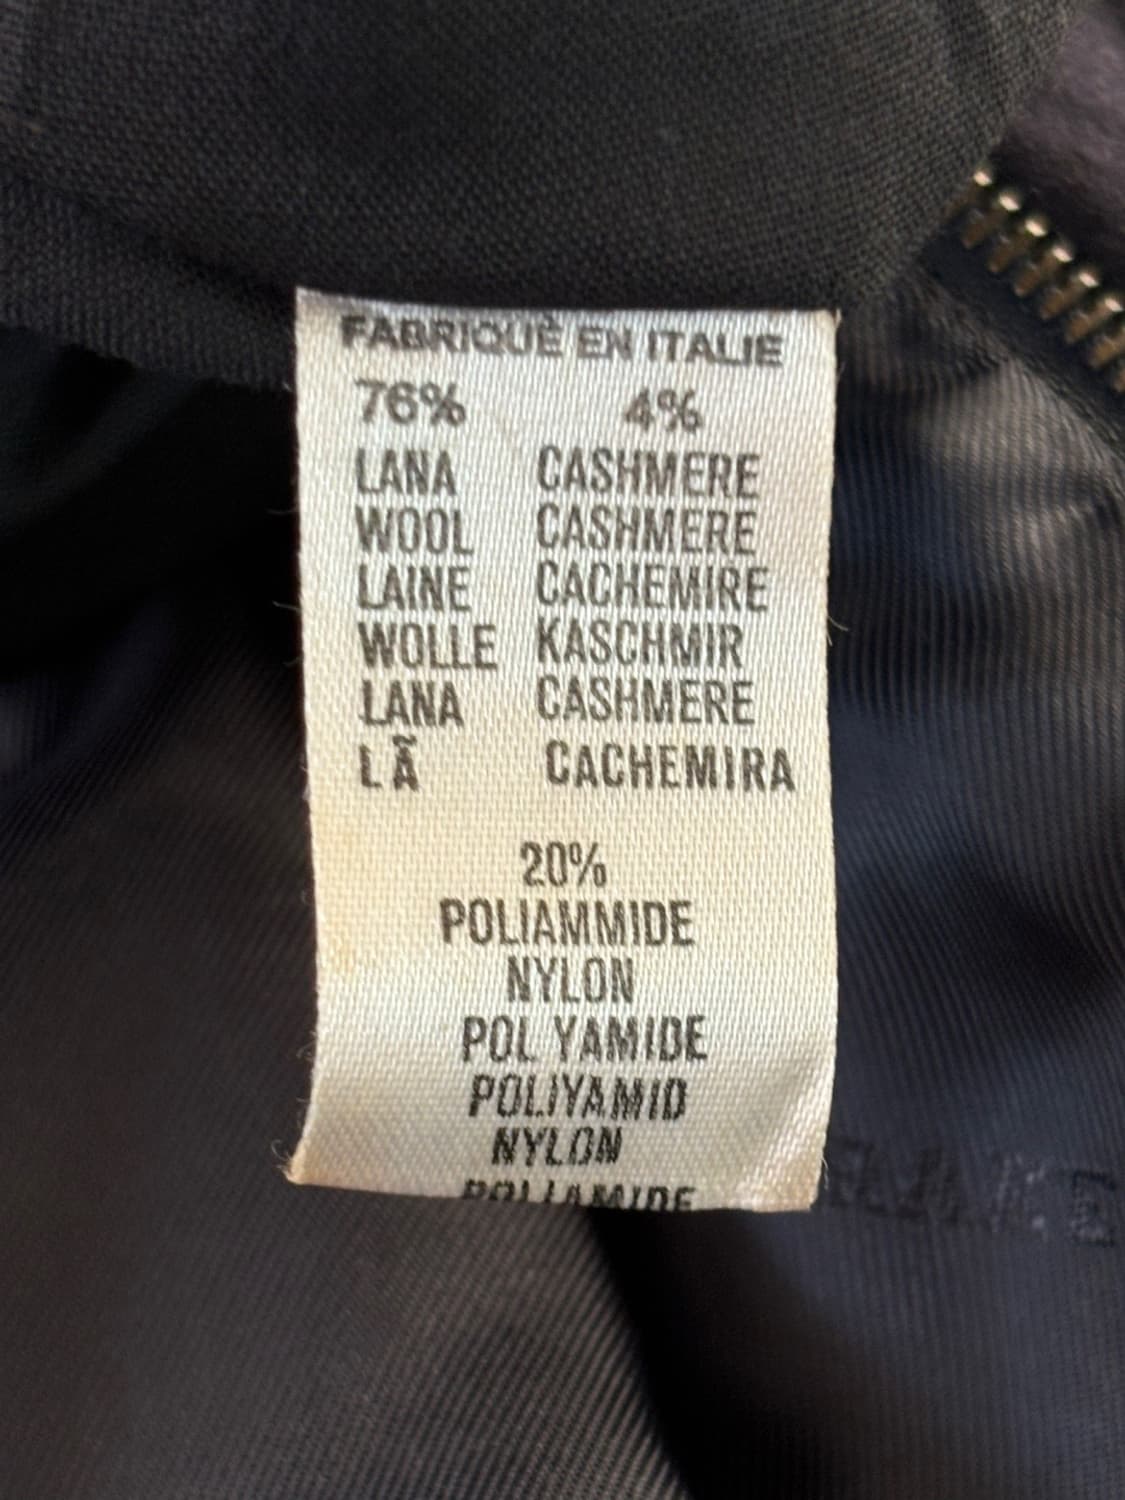 FABRIQUÈ EN ITALIE
76% 4%
LANA CASHMERE
WOOL CASHMERE
LAINE CACHEMIRE
WOLLE KASCHMIR
LANA CASHMERE
LÃ CACHEMIRA
20%
POLIAMMIDE
NYLON
POLYAMIDE
POLIYAMID
NYLON
POLIAMIDE